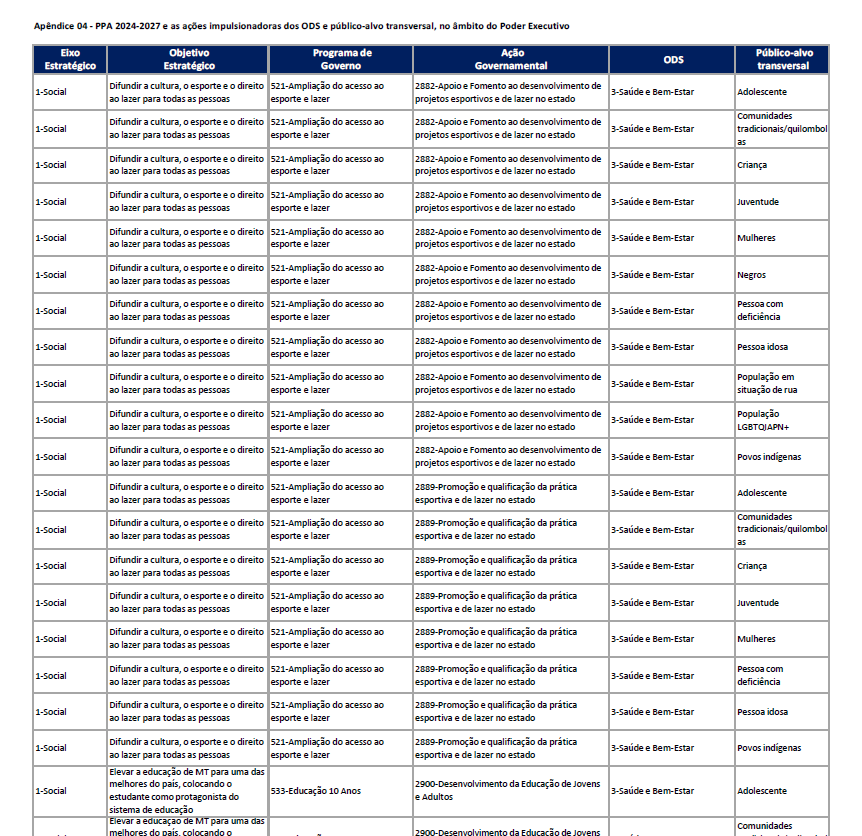 Apêndice 04 - PPA 2024-2027 e as ações impulsionadoras dos ODS e público-alvo transversal, no âmbito do Poder Executivo
Eixo Estratégico | Objetivo Estratégico | Programa de Governo | Ação Governamental | ODS | Público-alvo transversal
1-Social | Difundir a cultura, o esporte e o direito ao lazer para todas as pessoas | 521-Ampliação do acesso ao esporte e lazer | 2882-Apoio e Fomento ao desenvolvimento de projetos esportivos e de lazer no estado | 3-Saúde e Bem-Estar | Adolescente
1-Social | Difundir a cultura, o esporte e o direito ao lazer para todas as pessoas | 521-Ampliação do acesso ao esporte e lazer | 2882-Apoio e Fomento ao desenvolvimento de projetos esportivos e de lazer no estado | 3-Saúde e Bem-Estar | Comunidades tradicionais/quilombolas
1-Social | Difundir a cultura, o esporte e o direito ao lazer para todas as pessoas | 521-Ampliação do acesso ao esporte e lazer | 2882-Apoio e Fomento ao desenvolvimento de projetos esportivos e de lazer no estado | 3-Saúde e Bem-Estar | Criança
1-Social | Difundir a cultura, o esporte e o direito ao lazer para todas as pessoas | 521-Ampliação do acesso ao esporte e lazer | 2882-Apoio e Fomento ao desenvolvimento de projetos esportivos e de lazer no estado | 3-Saúde e Bem-Estar | Juventude
1-Social | Difundir a cultura, o esporte e o direito ao lazer para todas as pessoas | 521-Ampliação do acesso ao esporte e lazer | 2882-Apoio e Fomento ao desenvolvimento de projetos esportivos e de lazer no estado | 3-Saúde e Bem-Estar | Mulheres
1-Social | Difundir a cultura, o esporte e o direito ao lazer para todas as pessoas | 521-Ampliação do acesso ao esporte e lazer | 2882-Apoio e Fomento ao desenvolvimento de projetos esportivos e de lazer no estado | 3-Saúde e Bem-Estar | Negros
1-Social | Difundir a cultura, o esporte e o direito ao lazer para todas as pessoas | 521-Ampliação do acesso ao esporte e lazer | 2882-Apoio e Fomento ao desenvolvimento de projetos esportivos e de lazer no estado | 3-Saúde e Bem-Estar | Pessoa com deficiência
1-Social | Difundir a cultura, o esporte e o direito ao lazer para todas as pessoas | 521-Ampliação do acesso ao esporte e lazer | 2882-Apoio e Fomento ao desenvolvimento de projetos esportivos e de lazer no estado | 3-Saúde e Bem-Estar | Pessoa idosa
1-Social | Difundir a cultura, o esporte e o direito ao lazer para todas as pessoas | 521-Ampliação do acesso ao esporte e lazer | 2882-Apoio e Fomento ao desenvolvimento de projetos esportivos e de lazer no estado | 3-Saúde e Bem-Estar | População em situação de rua
1-Social | Difundir a cultura, o esporte e o direito ao lazer para todas as pessoas | 521-Ampliação do acesso ao esporte e lazer | 2882-Apoio e Fomento ao desenvolvimento de projetos esportivos e de lazer no estado | 3-Saúde e Bem-Estar | População LGBTQIAPN+
1-Social | Difundir a cultura, o esporte e o direito ao lazer para todas as pessoas | 521-Ampliação do acesso ao esporte e lazer | 2882-Apoio e Fomento ao desenvolvimento de projetos esportivos e de lazer no estado | 3-Saúde e Bem-Estar | Povos indígenas
1-Social | Difundir a cultura, o esporte e o direito ao lazer para todas as pessoas | 521-Ampliação do acesso ao esporte e lazer | 2889-Promoção e qualificação da prática esportiva e de lazer no estado | 3-Saúde e Bem-Estar | Adolescente
1-Social | Difundir a cultura, o esporte e o direito ao lazer para todas as pessoas | 521-Ampliação do acesso ao esporte e lazer | 2889-Promoção e qualificação da prática esportiva e de lazer no estado | 3-Saúde e Bem-Estar | Comunidades tradicionais/quilombolas
1-Social | Difundir a cultura, o esporte e o direito ao lazer para todas as pessoas | 521-Ampliação do acesso ao esporte e lazer | 2889-Promoção e qualificação da prática esportiva e de lazer no estado | 3-Saúde e Bem-Estar | Criança
1-Social | Difundir a cultura, o esporte e o direito ao lazer para todas as pessoas | 521-Ampliação do acesso ao esporte e lazer | 2889-Promoção e qualificação da prática esportiva e de lazer no estado | 3-Saúde e Bem-Estar | Juventude
1-Social | Difundir a cultura, o esporte e o direito ao lazer para todas as pessoas | 521-Ampliação do acesso ao esporte e lazer | 2889-Promoção e qualificação da prática esportiva e de lazer no estado | 3-Saúde e Bem-Estar | Mulheres
1-Social | Difundir a cultura, o esporte e o direito ao lazer para todas as pessoas | 521-Ampliação do acesso ao esporte e lazer | 2889-Promoção e qualificação da prática esportiva e de lazer no estado | 3-Saúde e Bem-Estar | Pessoa com deficiência
1-Social | Difundir a cultura, o esporte e o direito ao lazer para todas as pessoas | 521-Ampliação do acesso ao esporte e lazer | 2889-Promoção e qualificação da prática esportiva e de lazer no estado | 3-Saúde e Bem-Estar | Pessoa idosa
1-Social | Difundir a cultura, o esporte e o direito ao lazer para todas as pessoas | 521-Ampliação do acesso ao esporte e lazer | 2889-Promoção e qualificação da prática esportiva e de lazer no estado | 3-Saúde e Bem-Estar | Povos indígenas
1-Social | Elevar a educação de MT para uma das melhores do país, colocando o estudante como protagonista do sistema de educação | 533-Educação 10 Anos | 2900-Desenvolvimento da Educação de Jovens e Adultos | 3-Saúde e Bem-Estar | Adolescente
Elevar a educação de MT para uma das melhores do país, colocando o | 2900-Desenvolvimento da Educação de Jovens | Comunidades